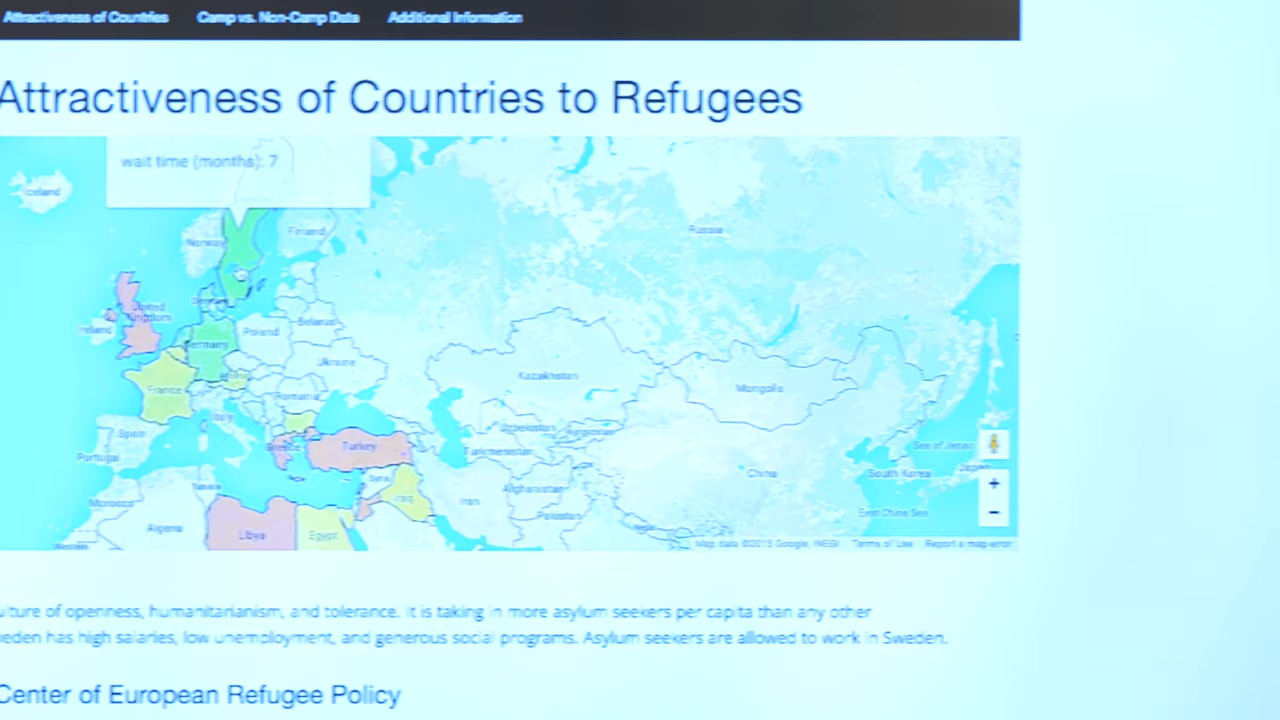 Attractiveness of Countries Camp vs. Non-Camp Data Additional Information
Attractiveness of Countries to Refugees
wait time (months): 7
Iceland
Norway
Finland
Russia
United
Kingdom
Ireland
Poland
Belarus
Germany
Ukraine
France
Kazakhstan
Mongolia
Romania
Italy
Spain
Uzbekistan
Portugal
Greece
Turkey
Turkmenistan
Sea of Japan
Japan
South Korea
China
Syria
Tunisia
Iran
Afghanistan
Iraq
Morocco
Pakistan
East China Sea
Algeria
Libya
Egypt
Nepal
Map data ©2015 Google, INEGI Terms of Use Report a map error
ulture of openness, humanitarianism, and tolerance. It is taking in more asylum seekers per capita than any other
weden has high salaries, low unemployment, and generous social programs. Asylum seekers are allowed to work in Sweden.
Center of European Refugee Policy